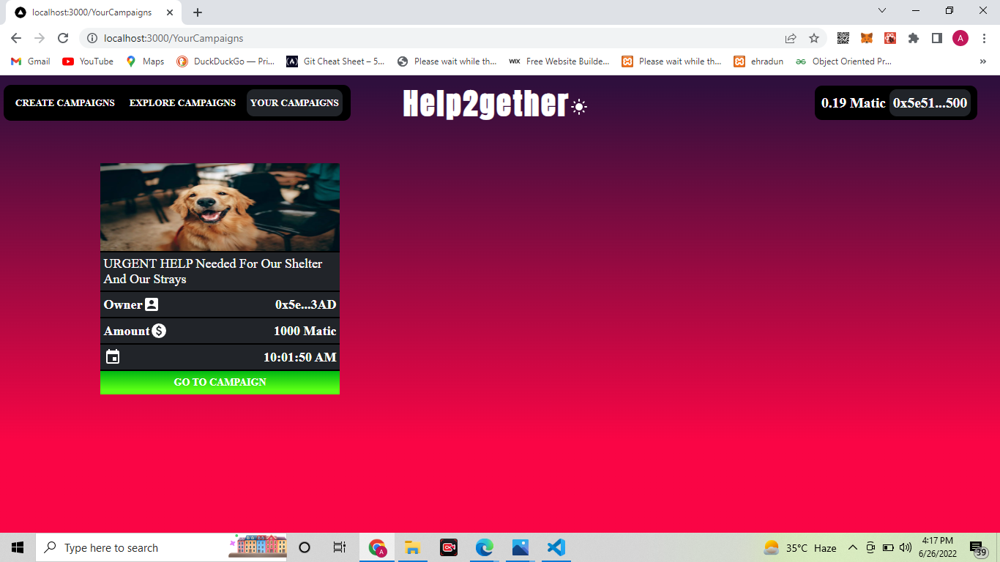 localhost:3000/YourCampaigns
localhost:3000/YourCampaigns
A
Gmail
YouTube
Maps
DuckDuckGo — Pri...
Git Cheat Sheet – 5...
Please wait while th...
WIX
Free Website Builde...
Please wait while th...
ehradun
Object Oriented Pr...
»
CREATE CAMPAIGNS
EXPLORE CAMPAIGNS
YOUR CAMPAIGNS
Help2gether
0.19 Matic
0x5e51...500
URGENT HELP Needed For Our Shelter
And Our Strays
Owner
0x5e...3AD
Amount
1000 Matic
10:01:50 AM
GO TO CAMPAIGN
Type here to search
A
35°C Haze
4:17 PM
6/26/2022
39